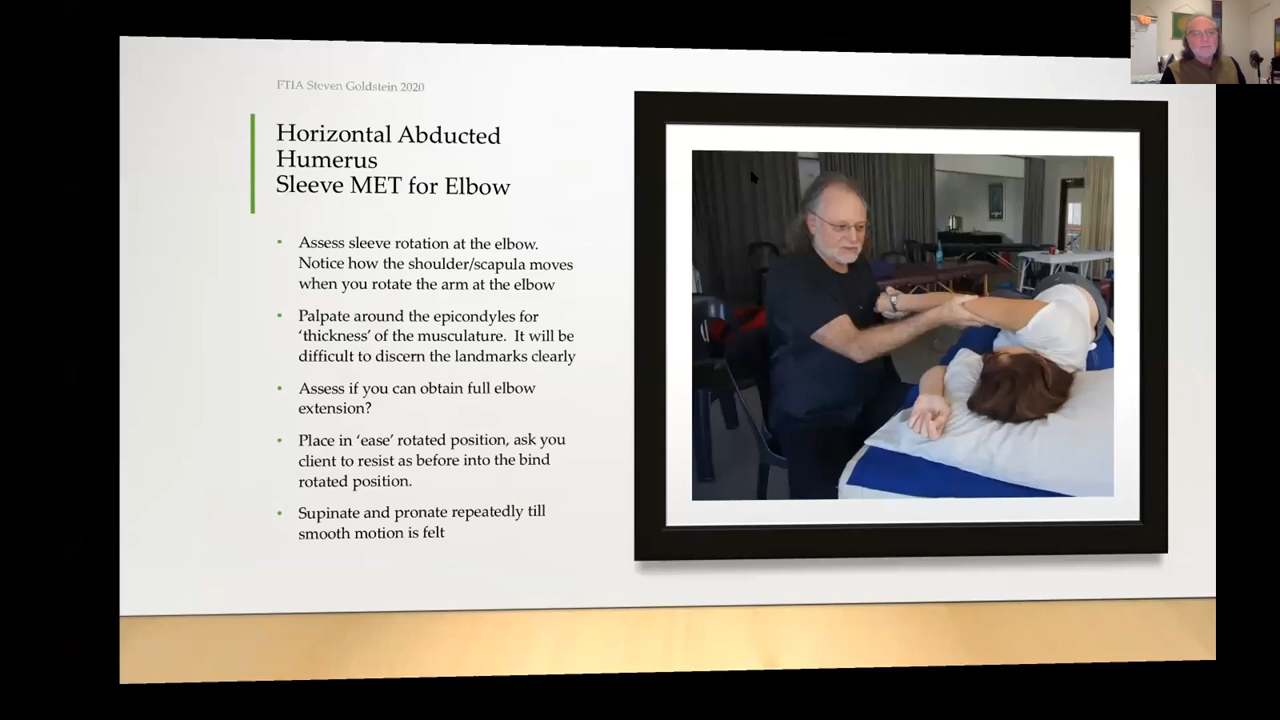 FTIA Steven Goldstein 2020
Horizontal Abducted
Humerus
Sleeve MET for Elbow
• Assess sleeve rotation at the elbow.
Notice how the shoulder/scapula moves
when you rotate the arm at the elbow
• Palpate around the epicondyles for
‘thickness’ of the musculature.  It will be
difficult to discern the landmarks clearly
• Assess if you can obtain full elbow
extension?
• Place in ‘ease’ rotated position, ask you
client to resist as before into the bind
rotated position.
• Supinate and pronate repeatedly till
smooth motion is felt